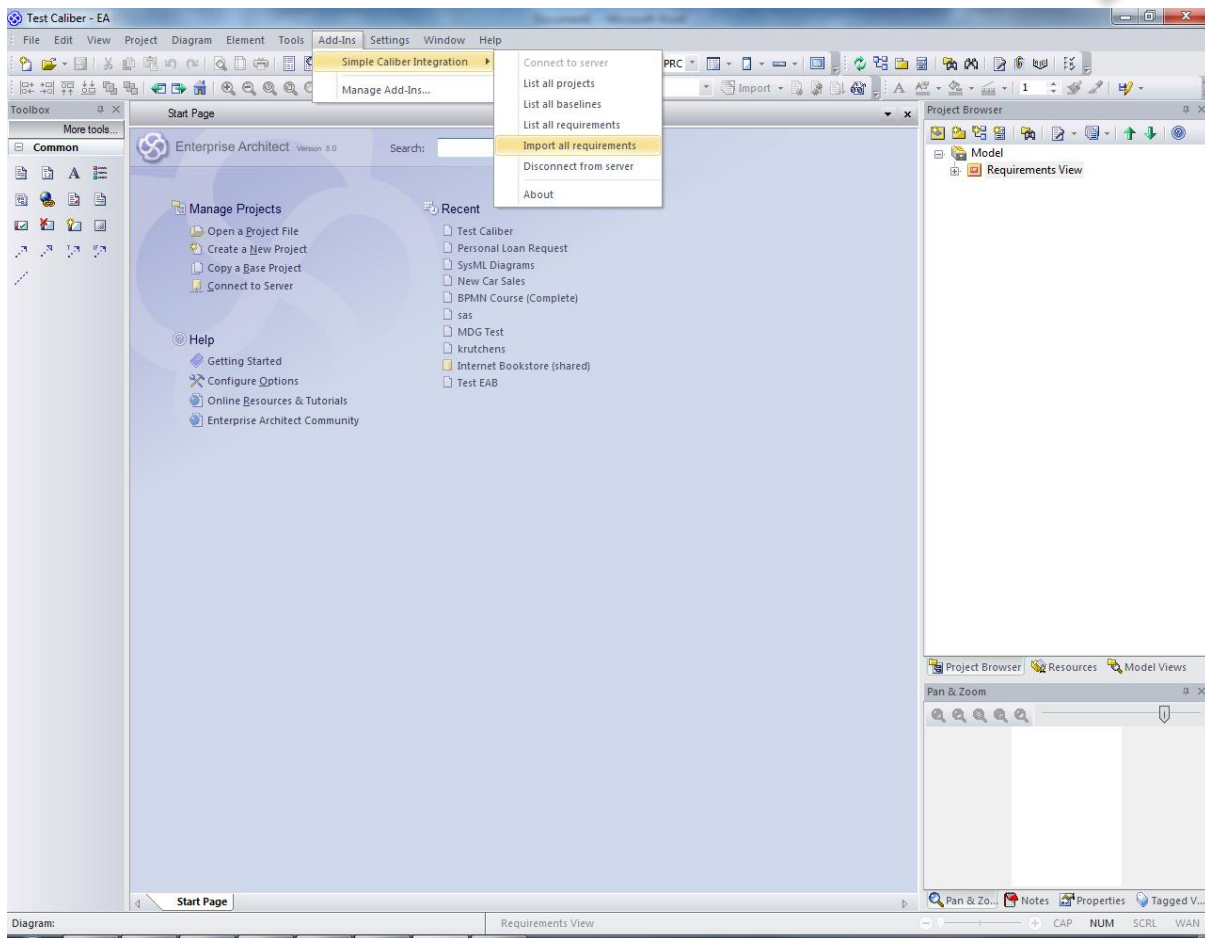 Test Caliber - EA
File Edit View Project Diagram Element Tools Add-Ins Settings Window Help
Simple Caliber Integration
Manage Add-Ins...
Connect to server
List all projects
List all baselines
List all requirements
Import all requirements
Disconnect from server
About
PRC
Import
1
Toolbox
More tools...
Common
Start Page
Enterprise Architect Version 8.0
Search:
Manage Projects
Open a Project File
Create a New Project
Copy a Base Project
Connect to Server
Help
Getting Started
Configure Options
Online Resources & Tutorials
Enterprise Architect Community
Recent
Test Caliber
Personal Loan Request
SysML Diagrams
New Car Sales
BPMN Course (Complete)
sas
MDG Test
krutchens
Internet Bookstore (shared)
Test EAB
Project Browser
Model
Requirements View
Project Browser Resources Model Views
Pan & Zoom
Pan & Zo... Notes Properties Tagged V...
Start Page
Diagram:
Requirements View
CAP NUM SCRL WAN